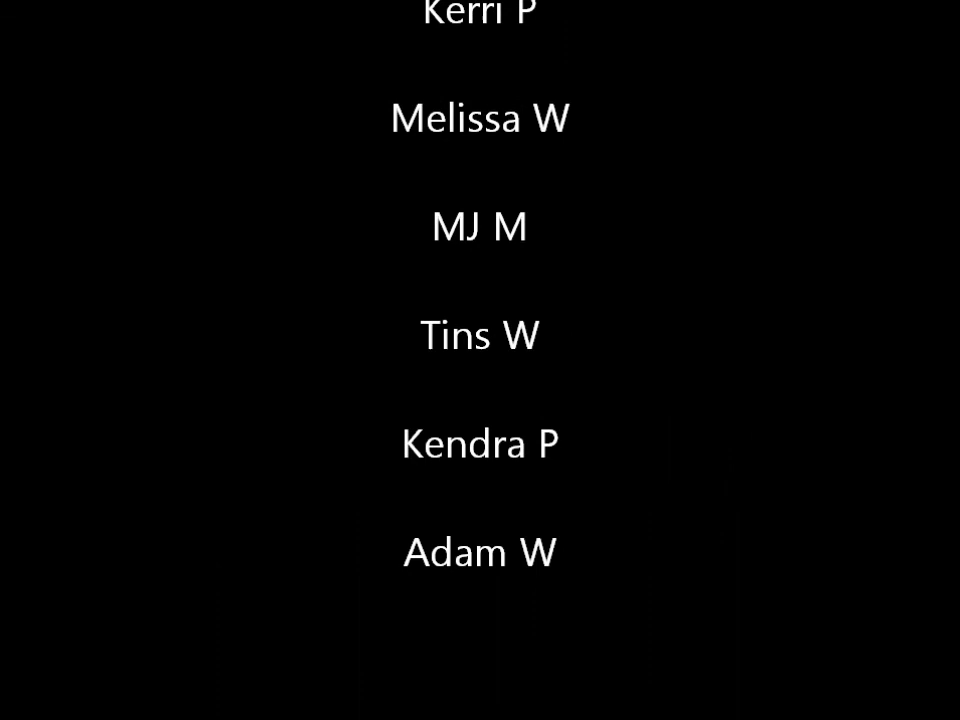 Kerri P
Melissa W
MJ M
Tins W
Kendra P
Adam W